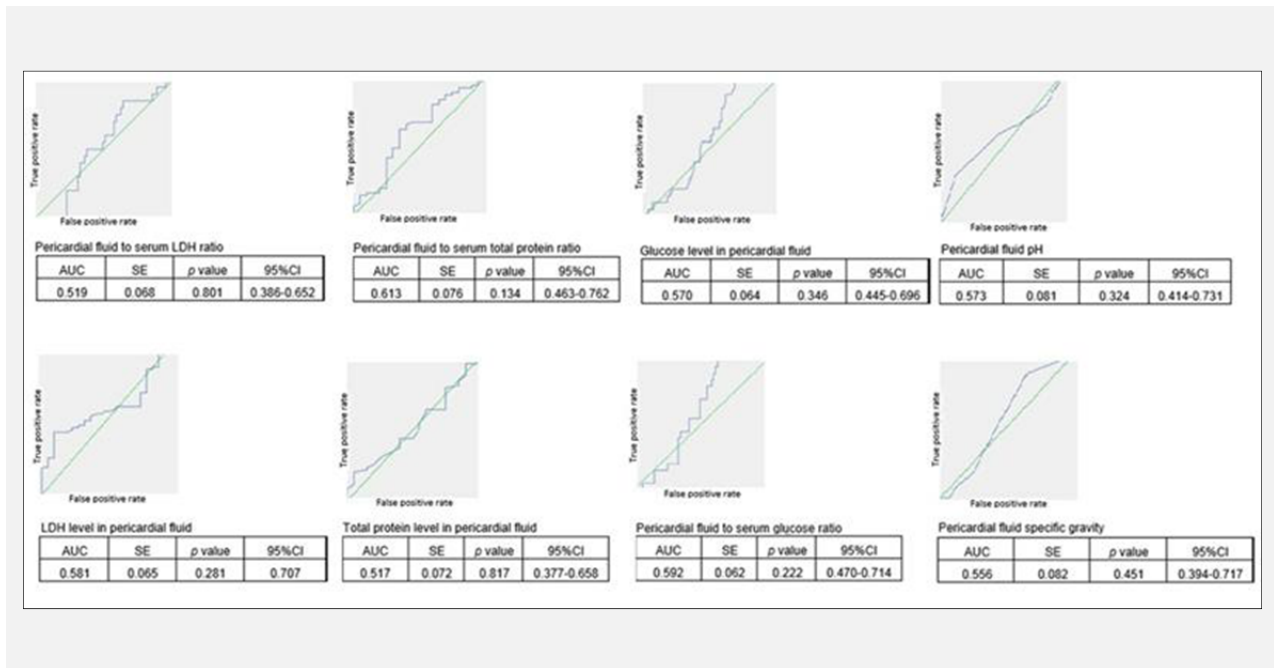 True positive rate
False positive rate
Pericardial fluid to serum LDH ratio
AUC SE p value 95%CI
0.519 0.068 0.801 0.386-0.652
True positive rate
False positive rate
Pericardial fluid to serum total protein ratio
AUC SE p value 95%CI
0.613 0.076 0.134 0.463-0.762
True positive rate
False positive rate
Glucose level in pericardial fluid
AUC SE p value 95%CI
0.570 0.064 0.346 0.445-0.696
True positive rate
False positive rate
Pericardial fluid pH
AUC SE p value 95%CI
0.573 0.081 0.324 0.414-0.731
True positive rate
False positive rate
LDH level in pericardial fluid
AUC SE p value 95%CI
0.581 0.065 0.281 0.707
True positive rate
False positive rate
Total protein level in pericardial fluid
AUC SE p value 95%CI
0.517 0.072 0.817 0.377-0.658
True positive rate
False positive rate
Pericardial fluid to serum glucose ratio
AUC SE p value 95%CI
0.592 0.062 0.222 0.470-0.714
True positive rate
False positive rate
Pericardial fluid specific gravity
AUC SE p value 95%CI
0.556 0.082 0.451 0.394-0.717